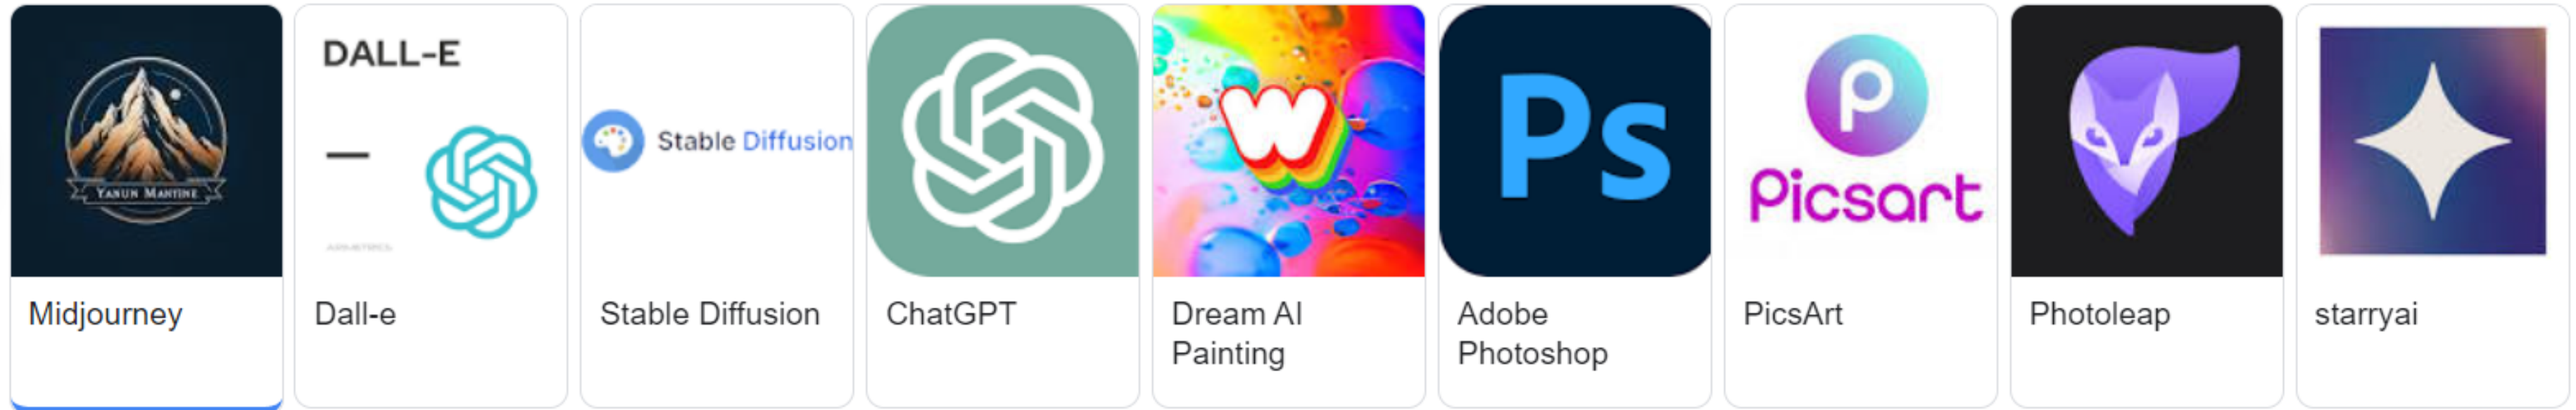 YANUN MANTINE
Midjourney
DALL-E
Dall-e
Stable Diffusion
Stable Diffusion
ChatGPT
W
Dream AI
Painting
Ps
Adobe
Photoshop
P
Picsart
PicsArt
Photoleap
starryai